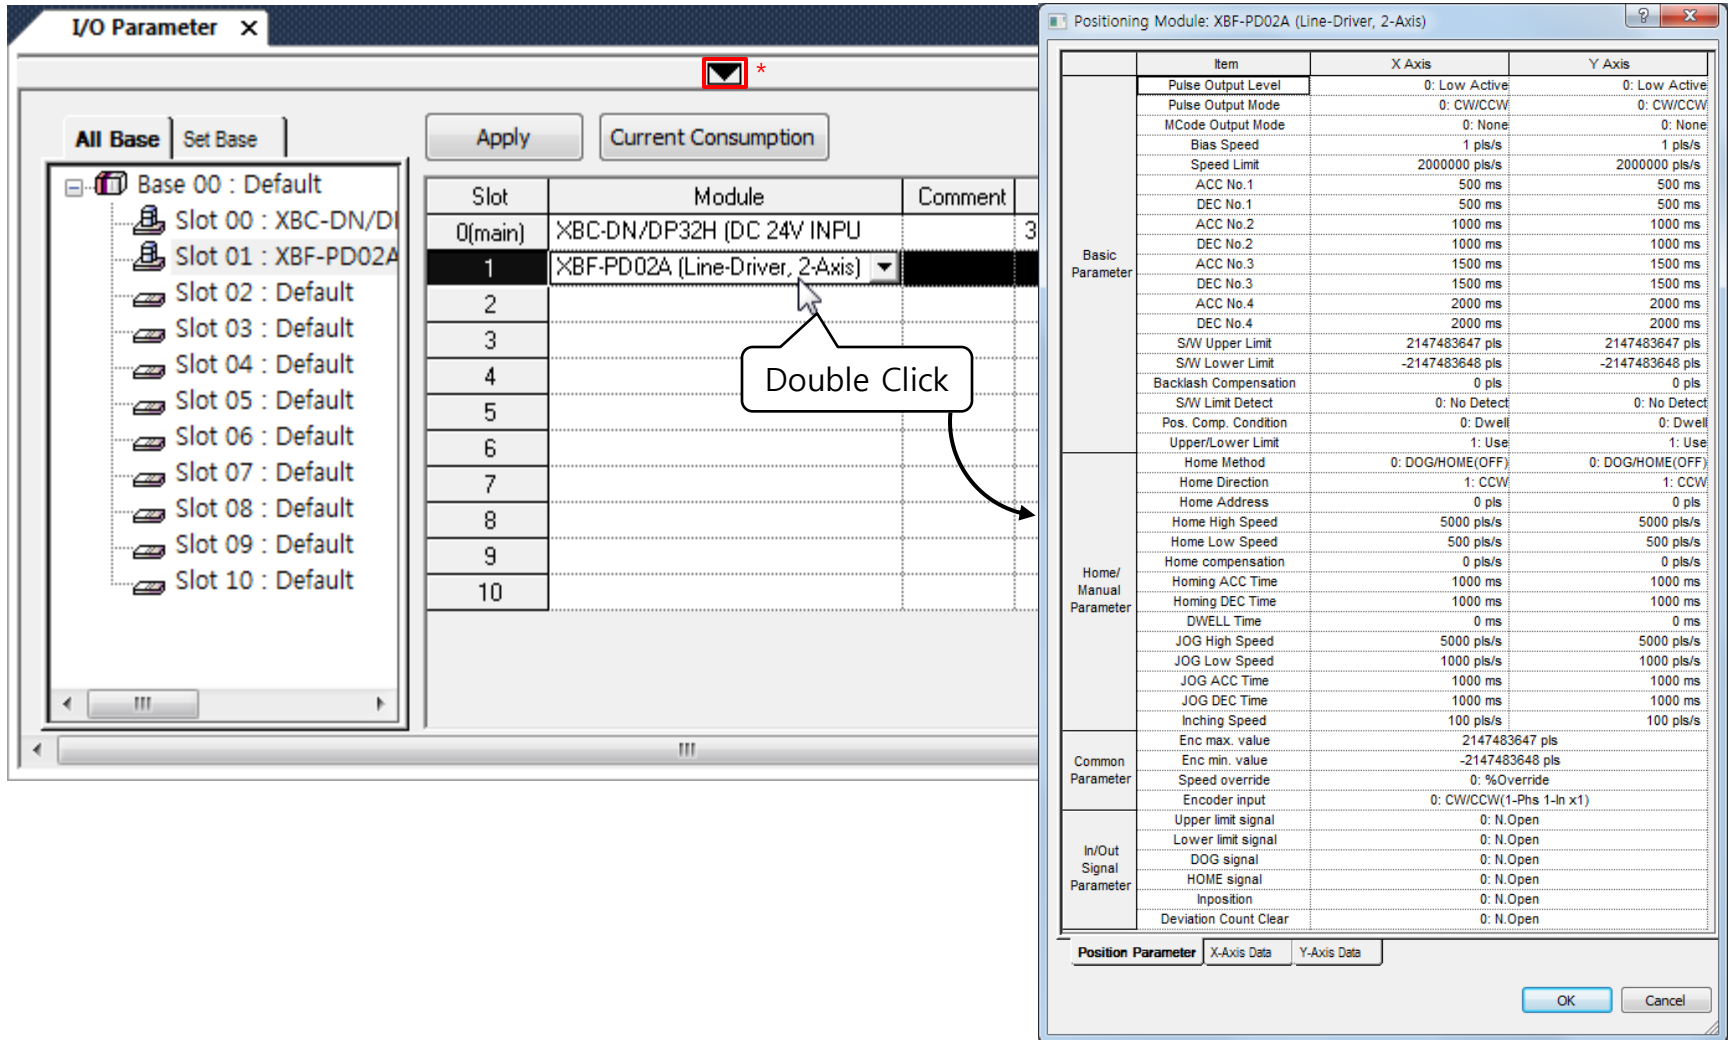 I/O Parameter X
*
All Base Set Base
Apply Current Consumption
Base 00 : Default
Slot 00 : XBC-DN/D
Slot 01 : XBF-PD02A
Slot 02 : Default
Slot 03 : Default
Slot 04 : Default
Slot 05 : Default
Slot 06 : Default
Slot 07 : Default
Slot 08 : Default
Slot 09 : Default
Slot 10 : Default
Slot Module Comment
0(main) XBC-DN/DP32H (DC 24V INPU 3
1 XBF-PD02A (Line-Driver, 2-Axis)
2
3
4
5
6
7
8
9
10
Double Click
Positioning Module: XBF-PD02A (Line-Driver, 2-Axis)
Item X Axis Y Axis
Basic
Parameter
Pulse Output Level 0: Low Active 0: Low Active
Pulse Output Mode 0: CW/CCW 0: CW/CCW
MCode Output Mode 0: None 0: None
Bias Speed 1 pls/s 1 pls/s
Speed Limit 2000000 pls/s 2000000 pls/s
ACC No.1 500 ms 500 ms
DEC No.1 500 ms 500 ms
ACC No.2 1000 ms 1000 ms
DEC No.2 1000 ms 1000 ms
ACC No.3 1500 ms 1500 ms
DEC No.3 1500 ms 1500 ms
ACC No.4 2000 ms 2000 ms
DEC No.4 2000 ms 2000 ms
S/W Upper Limit 2147483647 pls 2147483647 pls
S/W Lower Limit -2147483648 pls -2147483648 pls
Backlash Compensation 0 pls 0 pls
S/W Limit Detect 0: No Detect 0: No Detect
Pos. Comp. Condition 0: Dwell 0: Dwell
Upper/Lower Limit 1: Use 1: Use
Home/
Manual
Parameter
Home Method 0: DOG/HOME(OFF) 0: DOG/HOME(OFF)
Home Direction 1: CCW 1: CCW
Home Address 0 pls 0 pls
Home High Speed 5000 pls/s 5000 pls/s
Home Low Speed 500 pls/s 500 pls/s
Home compensation 0 pls/s 0 pls/s
Homing ACC Time 1000 ms 1000 ms
Homing DEC Time 1000 ms 1000 ms
DWELL Time 0 ms 0 ms
JOG High Speed 5000 pls/s 5000 pls/s
JOG Low Speed 1000 pls/s 1000 pls/s
JOG ACC Time 1000 ms 1000 ms
JOG DEC Time 1000 ms 1000 ms
Inching Speed 100 pls/s 100 pls/s
Common
Parameter
Enc max. value 2147483647 pls
Enc min. value -2147483648 pls
Speed override 0: %Override
Encoder input 0: CW/CCW(1-Phs 1-In x1)
In/Out
Signal
Parameter
Upper limit signal 0: N.Open
Lower limit signal 0: N.Open
DOG signal 0: N.Open
HOME signal 0: N.Open
Inposition 0: N.Open
Deviation Count Clear 0: N.Open
Position Parameter X-Axis Data Y-Axis Data
OK Cancel